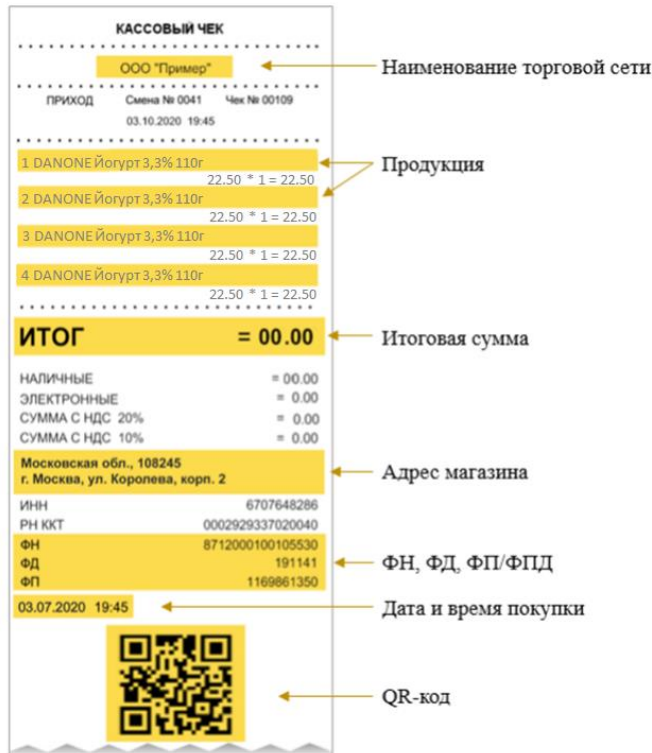 КАССОВЫЙ ЧЕК
ООО "Пример"
Наименование торговой сети
ПРИХОД Смена № 0041 Чек № 00109
03.10.2020 19:45
1 DANONE Йогурт 3,3% 110г
Продукция
22.50 * 1 = 22.50
2 DANONE Йогурт 3,3% 110г
22.50 * 1 = 22.50
3 DANONE Йогурт 3,3% 110г
22.50 * 1 = 22.50
4 DANONE Йогурт 3,3% 110г
22.50 * 1 = 22.50
ИТОГ = 00.00
Итоговая сумма
НАЛИЧНЫЕ = 00.00
ЭЛЕКТРОННЫЕ = 0.00
СУММА С НДС 20% = 0.00
СУММА С НДС 10% = 0.00
Московская обл., 108245
г. Москва, ул. Королева, корп. 2
Адрес магазина
ИНН 6707648286
РН ККТ 0002929337020040
ФН 8712000100105530
ФД 191141
ФН, ФД, ФП/ФПД
ФП 1169861350
03.07.2020 19:45
Дата и время покупки
QR-код